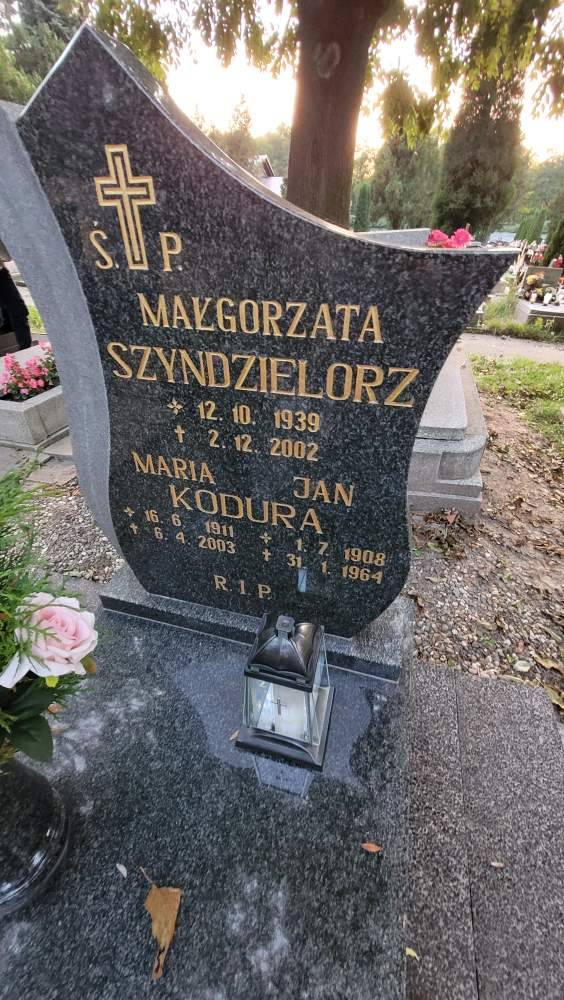 Ś. P.
MAŁGORZATA
SZYNDZIELORZ
12. 10. 1939
2. 12. 2002
MARIA JAN
KODURA
16. 6. 1911 1. 7. 1908
6. 4. 2003 31. 1. 1964
R. I. P.